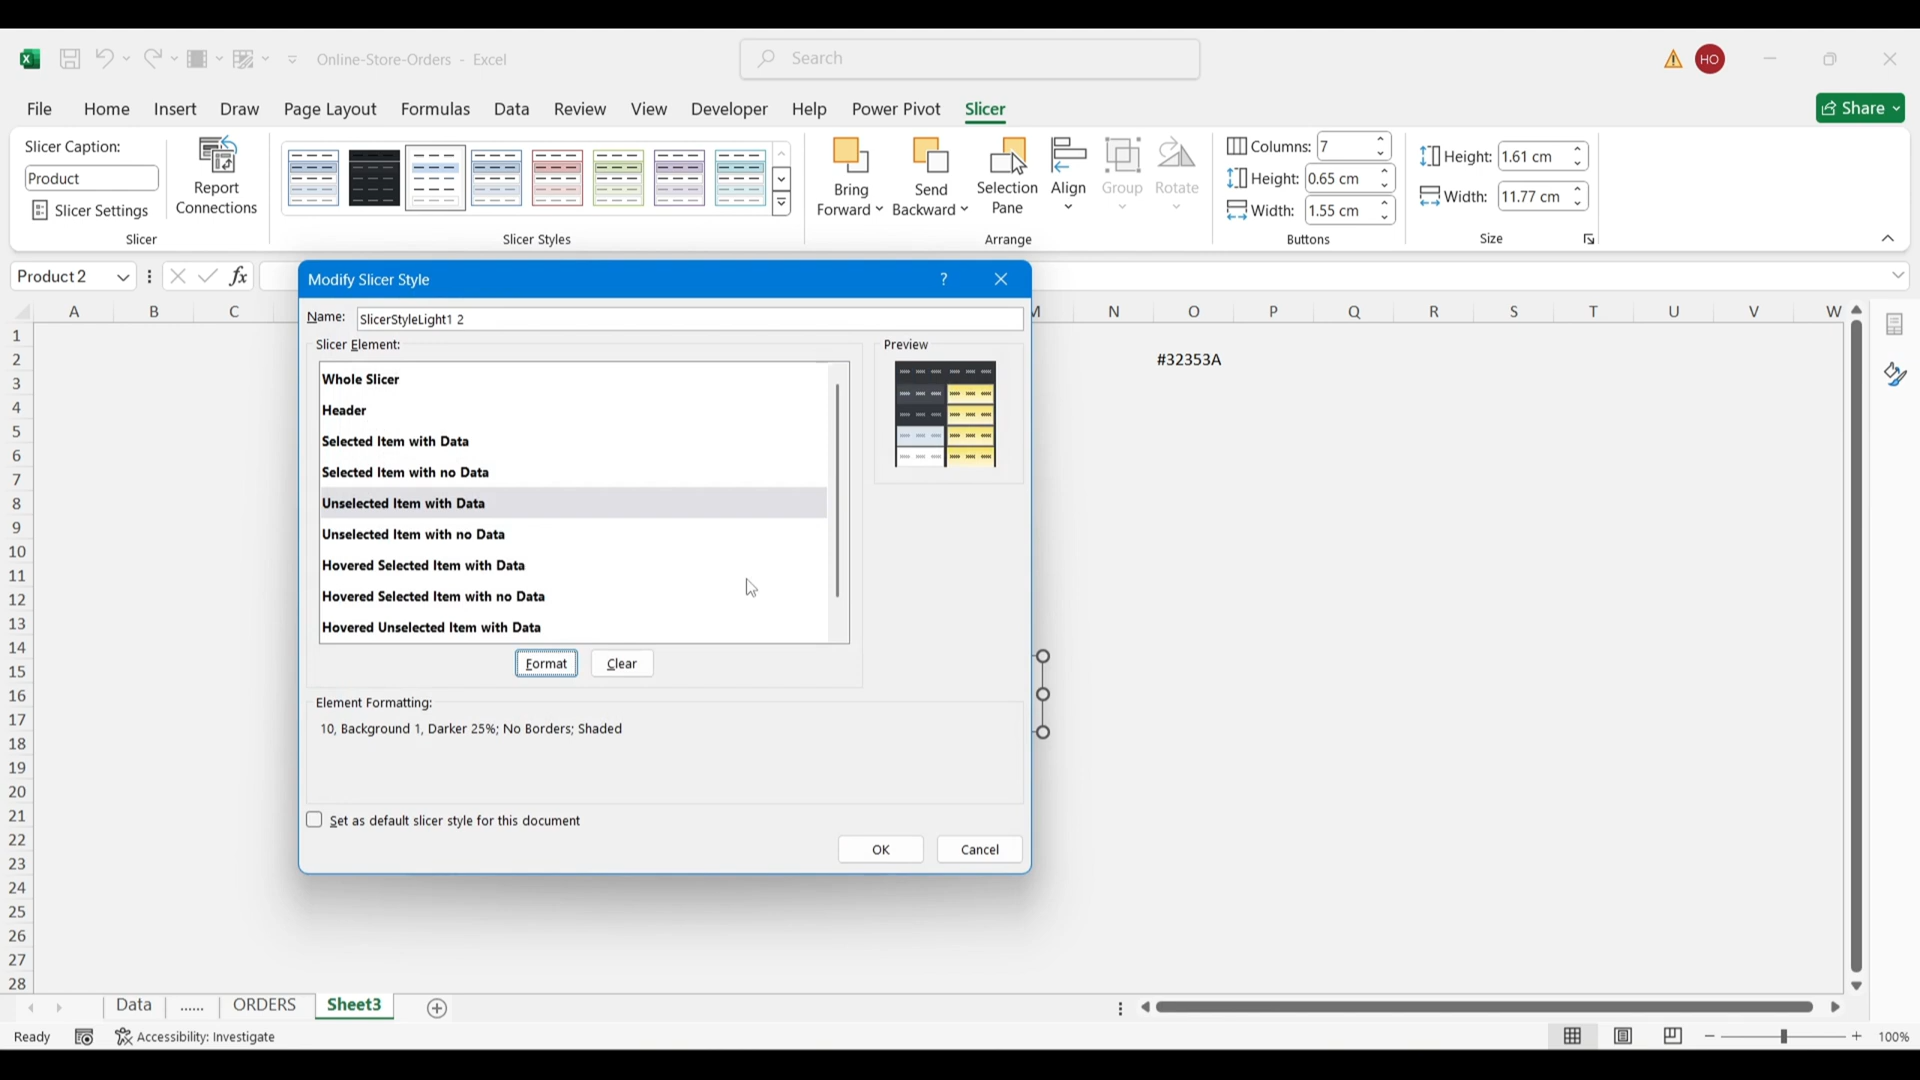 Online-Store-Orders - Excel
Search
HO
File Home Insert Draw Page Layout Formulas Data Review View Developer Help Power Pivot Slicer
Share
Slicer Caption:
Product
Slicer Settings
Report
Connections
Slicer
Slicer Styles
Bring
Forward
Send
Backward
Selection
Pane
Align
Group
Rotate
Arrange
Columns: 7
Height: 0.65 cm
Width: 1.55 cm
Buttons
Height: 1.61 cm
Width: 11.77 cm
Size
Product2
fx
A B C M N O P Q R S T U V W
1
2
3
4
5
6
7
8
9
10
11
12
13
14
15
16
17
18
19
20
21
22
23
24
25
26
27
28
#32353A
Modify Slicer Style
?
Name: SlicerStyleLight1 2
Slicer Element:
Whole Slicer
Header
Selected Item with Data
Selected Item with no Data
Unselected Item with Data
Unselected Item with no Data
Hovered Selected Item with Data
Hovered Selected Item with no Data
Hovered Unselected Item with Data
Preview
Format Clear
Element Formatting:
10, Background 1, Darker 25%; No Borders; Shaded
Set as default slicer style for this document
OK Cancel
Data ...... ORDERS Sheet3
Ready Accessibility: Investigate
100%